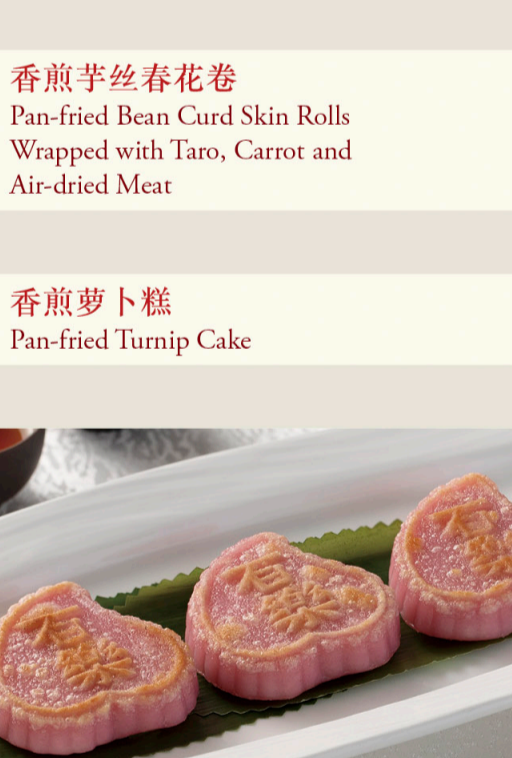 香煎芋丝春花卷
Pan-fried Bean Curd Skin Rolls
Wrapped with Taro, Carrot and
Air-dried Meat
香煎萝卜糕
Pan-fried Turnip Cake